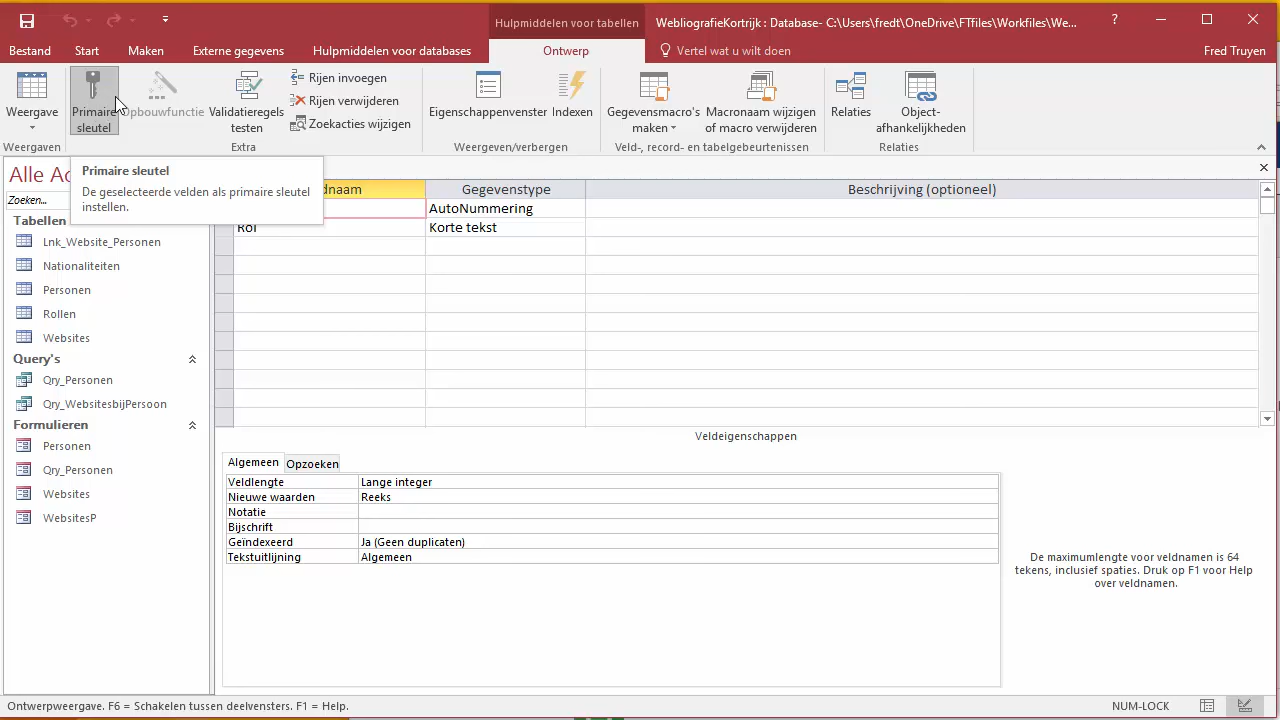 Hulpmiddelen voor tabellen
WebliografieKortrijk : Database- C:\Users\fredt\OneDrive\FTfiles\Workfiles\We...
?
Bestand Start Maken Externe gegevens Hulpmiddelen voor databases Ontwerp Vertel wat u wilt doen Fred Truyen
Weergave
Primaire sleutel
Opbouwfunctie
Validatieregels testen
Rijen invoegen
Rijen verwijderen
Zoekacties wijzigen
Eigenschappenvenster
Indexen
Gegevensmacro's maken
Macronaam wijzigen of macro verwijderen
Relaties
Object-afhankelijkheden
Weergaven Extra Weergeven/verbergen Veld-, record- en tabelgebeurtenissen Relaties
Primaire sleutel
De geselecteerde velden als primaire sleutel
instellen.
Alle Ac
Zoeken...
Tabellen
Lnk_Website_Personen
Nationaliteiten
Personen
Rollen
Websites
Query's
Qry_Personen
Qry_WebsitesbijPersoon
Formulieren
Personen
Qry_Personen
Websites
WebsitesP
dnaam Gegevenstype Beschrijving (optioneel)
AutoNummering
Rol Korte tekst
Veldeigenschappen
Algemeen Opzoeken
Veldlengte Lange integer
Nieuwe waarden Reeks
Notatie
Bijschrift
Geïndexeerd Ja (Geen duplicaten)
Tekstuitlijning Algemeen
De maximumlengte voor veldnamen is 64
tekens, inclusief spaties. Druk op F1 voor Help
over veldnamen.
Ontwerpweergave. F6 = Schakelen tussen deelvensters. F1 = Help.
NUM-LOCK